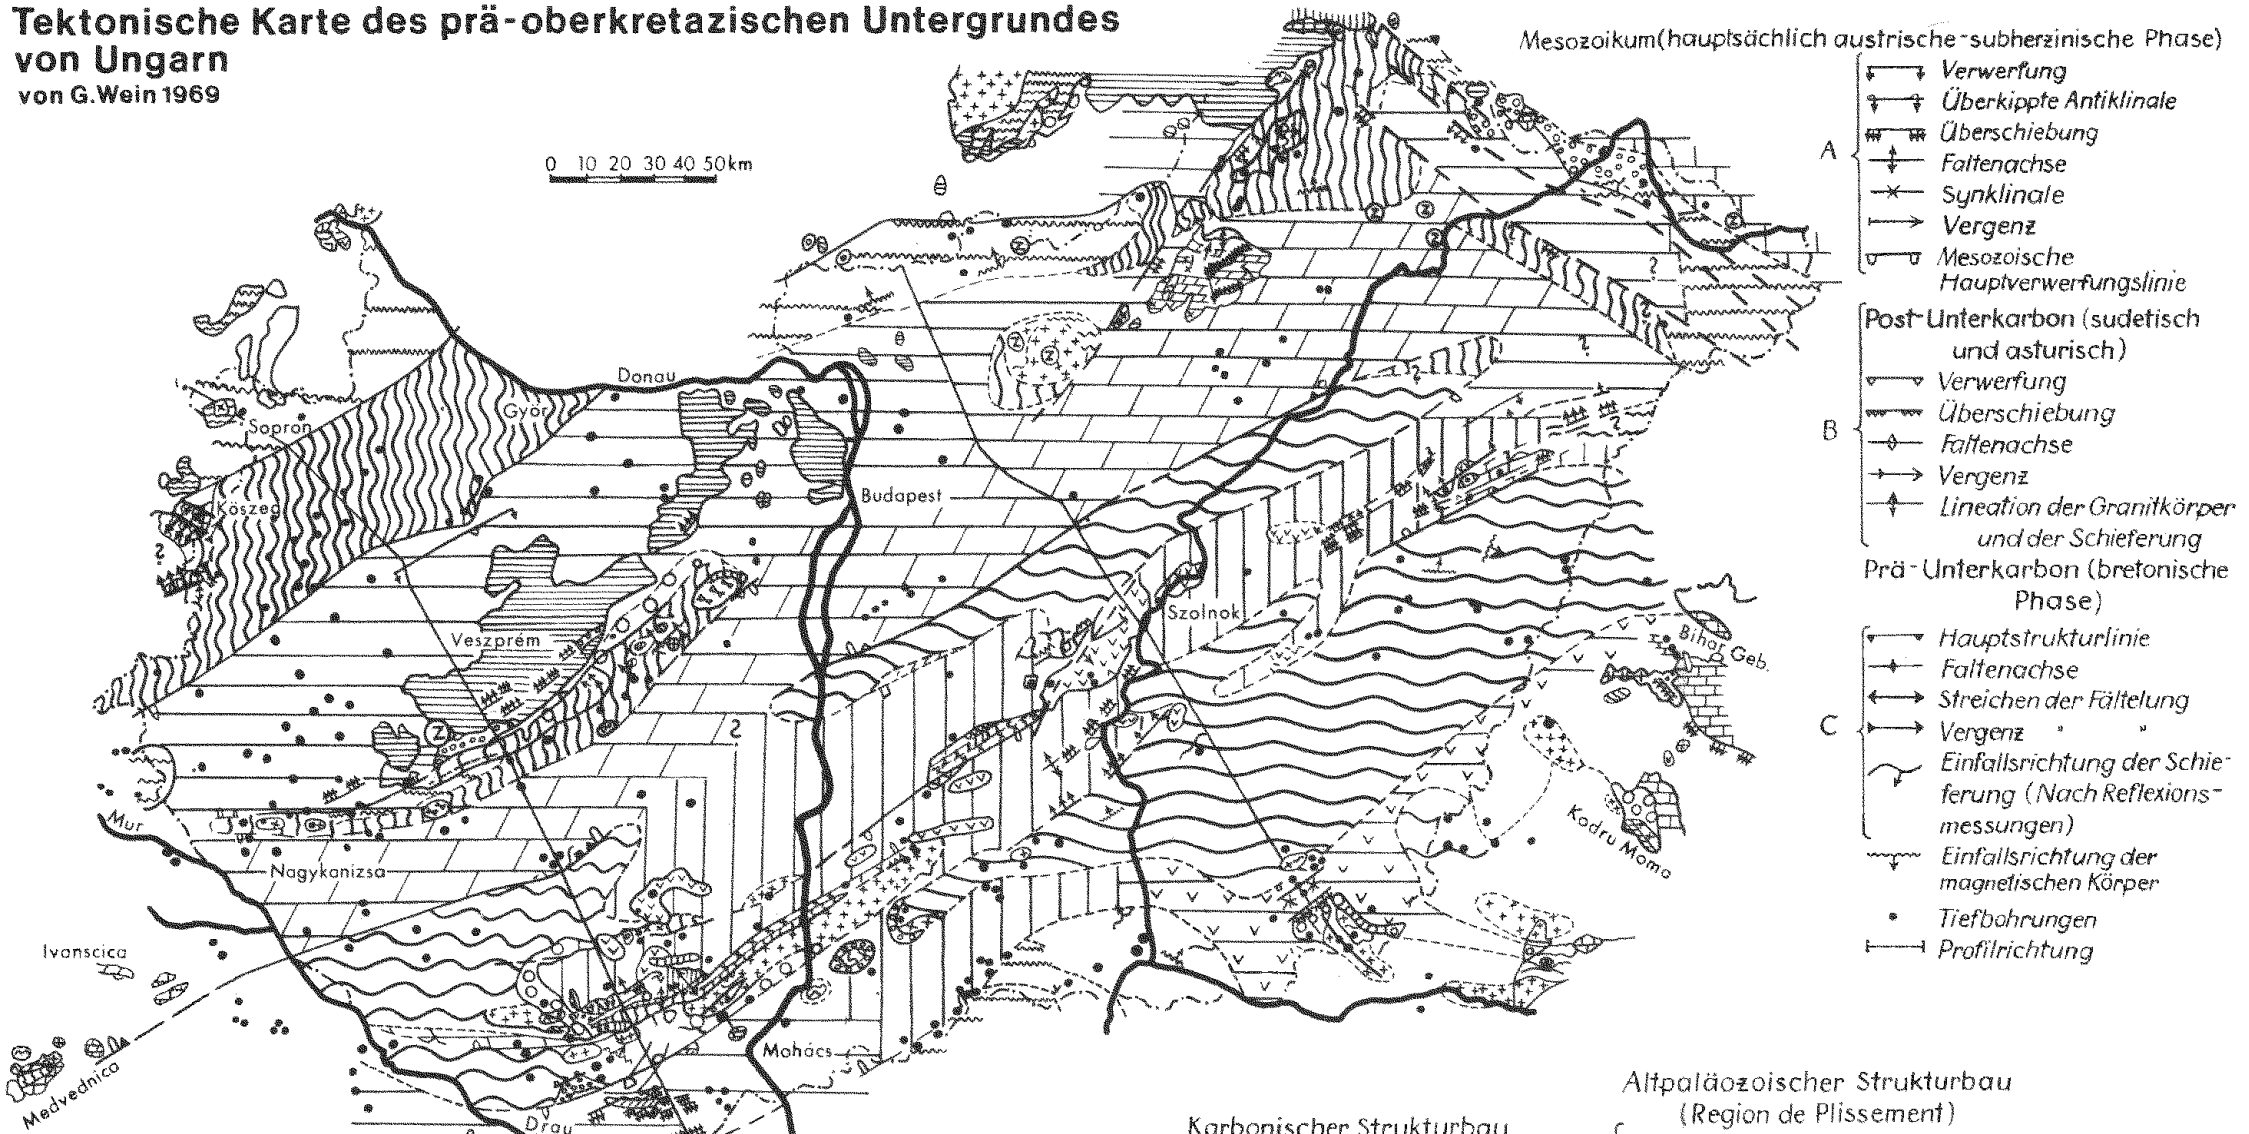 Tektonische Karte des prä-oberkretazischen Untergrundes
von Ungarn
von G.Wein 1969
0 10 20 30 40 50km
Mesozoikum(hauptsächlich austrische-subherzinische Phase)
A
Verwerfung
Überkippte Antiklinale
Überschiebung
Faltenachse
Synklinale
Vergenz
Mesozoische
Hauptverwerfungslinie
B
Post-Unterkarbon (sudetisch
und asturisch)
Verwerfung
Überschiebung
Faltenachse
Vergenz
Lineation der Granitkörper
und der Schieferung
Prä-Unterkarbon (bretonische
Phase)
C
Hauptstrukturlinie
Faltenachse
Streichen der Fältelung
Vergenz " "
Einfallsrichtung der Schie-
ferung (Nach Reflexions-
messungen)
Einfallsrichtung der
magnetischen Körper
Tiefbohrungen
Profilrichtung
Donau
Györ
Sopron
Köszeg
Budapest
Veszprém
Szolnok
Bihar Geb.
Kodru Moma
Mur
Nagykanizsa
Ivanscica
Medvednica
Mohács
Drau
Altpaläozoischer Strukturbau
(Region de Plissement)
Karbonischer Strukturbau